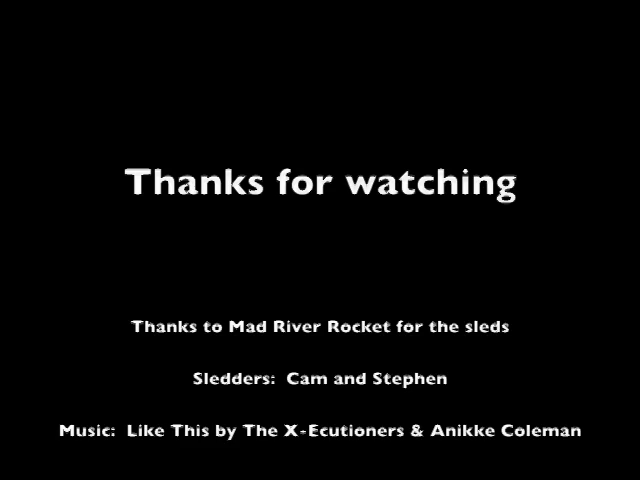 Thanks for watching
Thanks to Mad River Rocket for the sleds
Sledders:  Cam and Stephen
Music:  Like This by The X-Ecutioners & Anikke Coleman